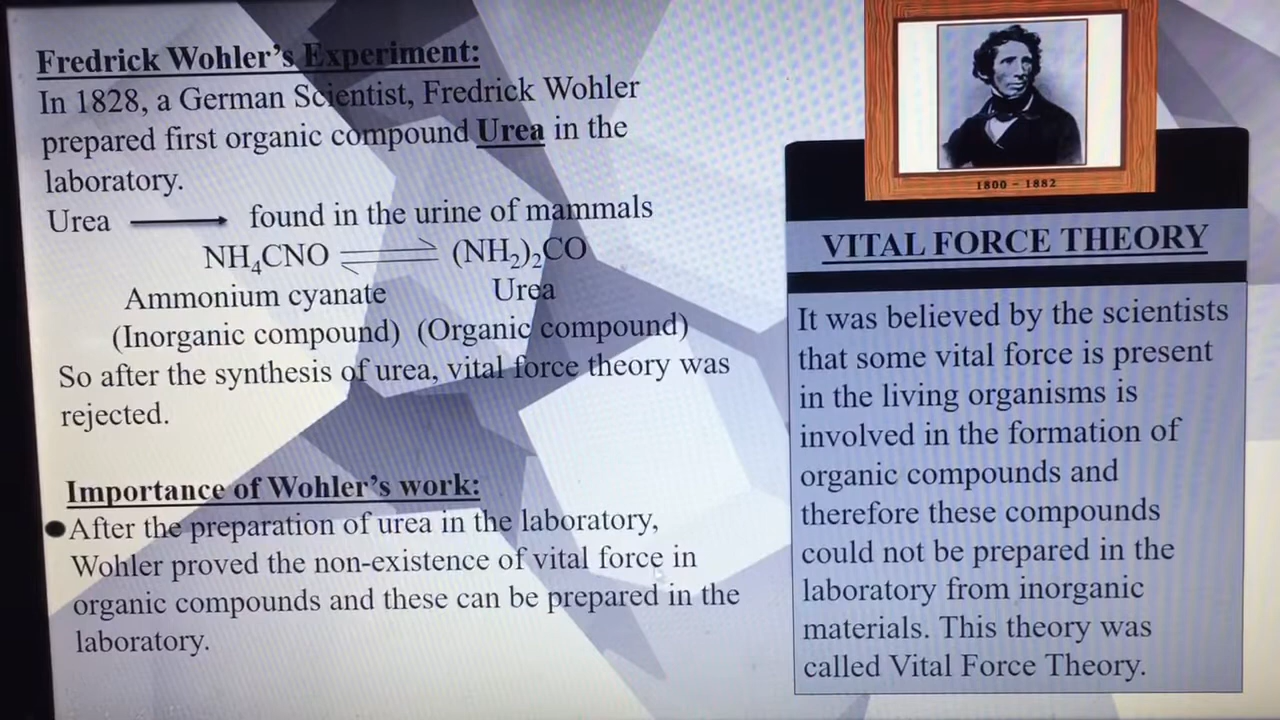 Fredrick Wohler's Experiment:
In 1828, a German Scientist, Fredrick Wohler
prepared first organic compound Urea in the
laboratory.
Urea ⟶ found in the urine of mammals
NH₄CNO ⇌ (NH₂)₂CO
Ammonium cyanate Urea
(Inorganic compound) (Organic compound)
So after the synthesis of urea, vital force theory was
rejected.
Importance of Wohler's work:
●After the preparation of urea in the laboratory,
Wohler proved the non-existence of vital force in
organic compounds and these can be prepared in the
laboratory.
1800 – 1882
VITAL FORCE THEORY
It was believed by the scientists
that some vital force is present
in the living organisms is
involved in the formation of
organic compounds and
therefore these compounds
could not be prepared in the
laboratory from inorganic
materials. This theory was
called Vital Force Theory.